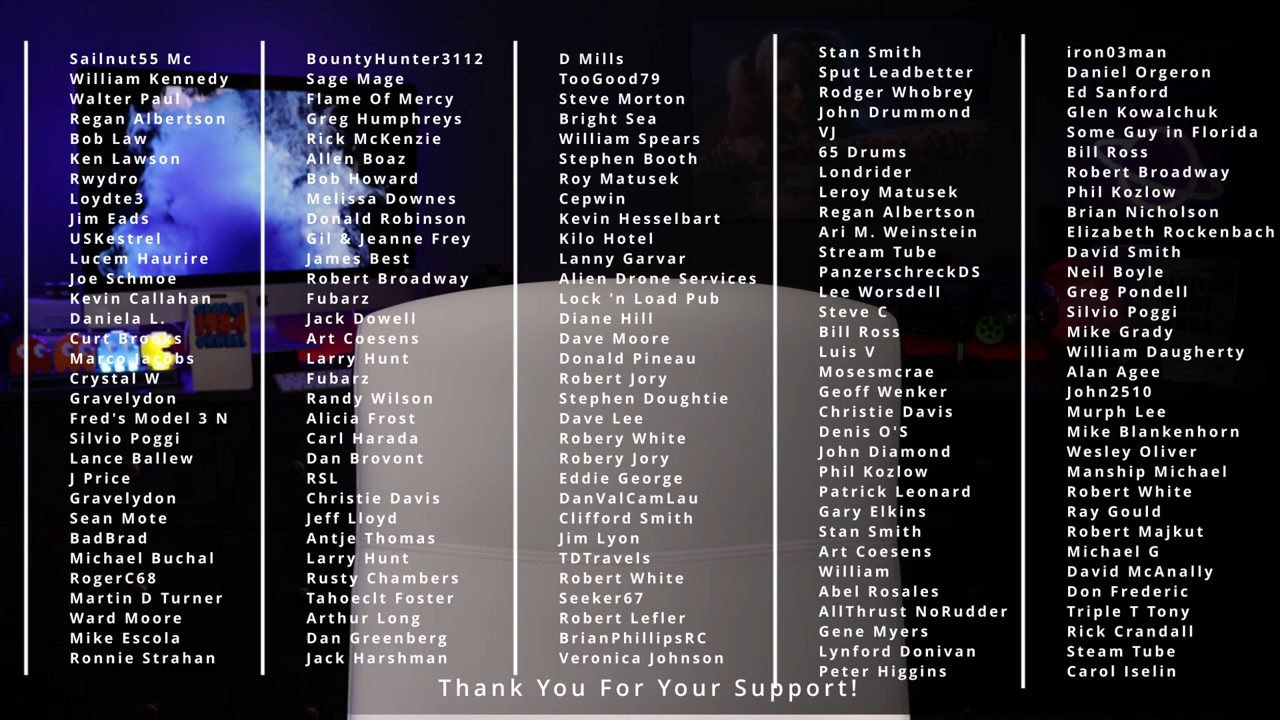 Sailnut55 Mc
William Kennedy
Walter Paul
Regan Albertson
Bob Law
Ken Lawson
Rwydro
Loydte3
Jim Eads
USKestrel
Lucem Haurire
Joe Schmoe
Kevin Callahan
Daniela L.
Curt Brooks
Marco Jacobs
Crystal W
Gravelydon
Fred's Model 3 N
Silvio Poggi
Lance Ballew
J Price
Gravelydon
Sean Mote
BadBrad
Michael Buchal
RogerC68
Martin D Turner
Ward Moore
Mike Escola
Ronnie Strahan
BountyHunter3112
Sage Mage
Flame Of Mercy
Greg Humphreys
Rick McKenzie
Allen Boaz
Bob Howard
Melissa Downes
Donald Robinson
Gil & Jeanne Frey
James Best
Robert Broadway
Fubarz
Jack Dowell
Art Coesens
Larry Hunt
Fubarz
Randy Wilson
Alicia Frost
Carl Harada
Dan Brovont
RSL
Christie Davis
Jeff Lloyd
Antje Thomas
Larry Hunt
Rusty Chambers
Tahoeclt Foster
Arthur Long
Dan Greenberg
Jack Harshman
D Mills
TooGood79
Steve Morton
Bright Sea
William Spears
Stephen Booth
Roy Matusek
Cepwin
Kevin Hesselbart
Kilo Hotel
Lanny Garvar
Alien Drone Services
Lock 'n Load Pub
Diane Hill
Dave Moore
Donald Pineau
Robert Jory
Stephen Doughtie
Dave Lee
Robery White
Robery Jory
Eddie George
DanValCamLau
Clifford Smith
Jim Lyon
TDTravels
Robert White
Seeker67
Robert Lefler
BrianPhillipsRC
Veronica Johnson
Stan Smith
Sput Leadbetter
Rodger Whobrey
John Drummond
VJ
65 Drums
Londrider
Leroy Matusek
Regan Albertson
Ari M. Weinstein
Stream Tube
PanzerschreckDS
Lee Worsdell
Steve C
Bill Ross
Luis V
Mosesmcrae
Geoff Wenker
Christie Davis
Denis O'S
John Diamond
Phil Kozlow
Patrick Leonard
Gary Elkins
Stan Smith
Art Coesens
William
Abel Rosales
AllThrust NoRudder
Gene Myers
Lynford Donivan
Peter Higgins
iron03man
Daniel Orgeron
Ed Sanford
Glen Kowalchuk
Some Guy in Florida
Bill Ross
Robert Broadway
Phil Kozlow
Brian Nicholson
Elizabeth Rockenbach
David Smith
Neil Boyle
Greg Pondell
Silvio Poggi
Mike Grady
William Daugherty
Alan Agee
John2510
Murph Lee
Mike Blankenhorn
Wesley Oliver
Manship Michael
Robert White
Ray Gould
Robert Majkut
Michael G
David McAnally
Don Frederic
Triple T Tony
Rick Crandall
Steam Tube
Carol Iselin
GEORGE
1984
ORWELL
Thank You For Your Support!